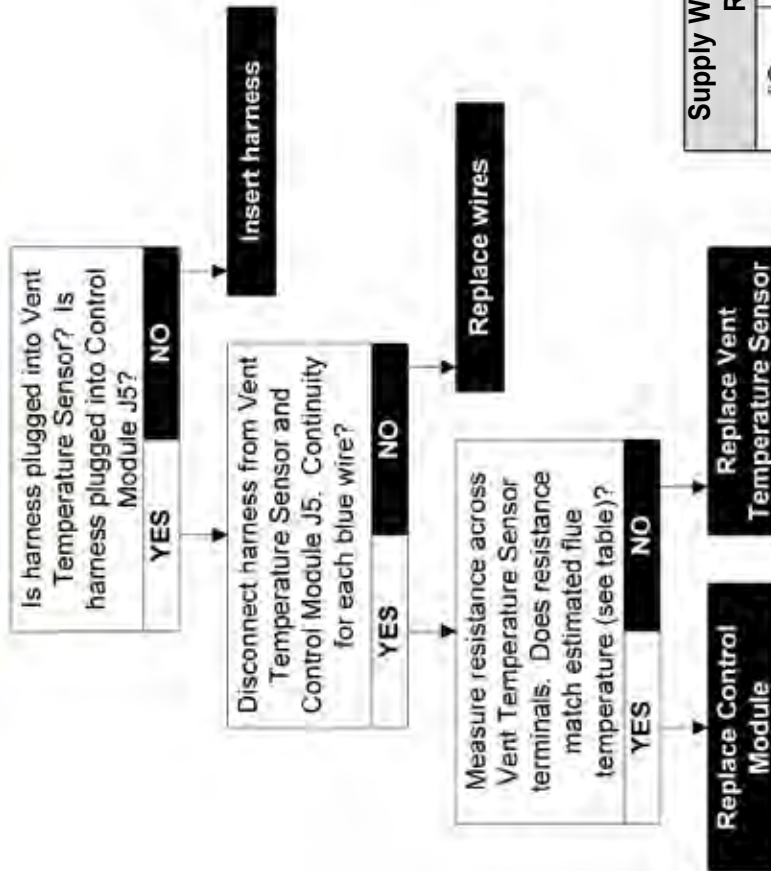 Is harness plugged into Vent
Temperature Sensor? Is
harness plugged into Control
Module J5?
YES
NO
Insert harness
Disconnect harness from Vent
Temperature Sensor and
Control Module J5. Continuity
for each blue wire?
YES
NO
Replace wires
Measure resistance across
Vent Temperature Sensor
terminals. Does resistance
match estimated flue
temperature (see table)?
YES
NO
Replace Control
Module
Replace Vent
Temperature Sensor
Supply W
R